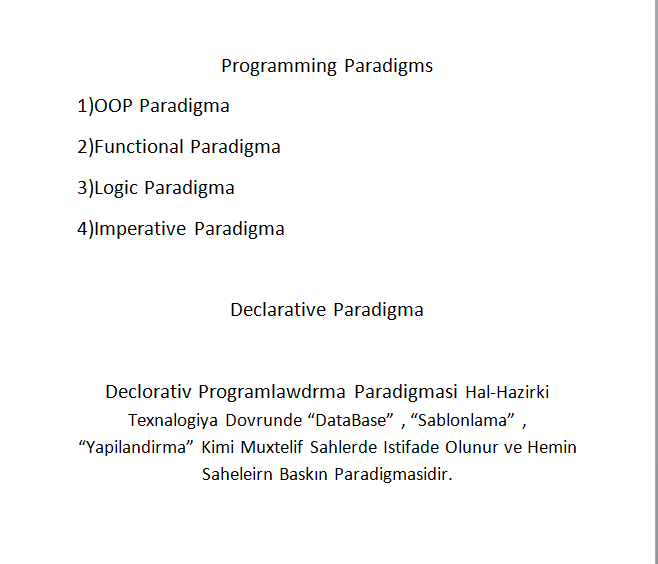 Programming Paradigms
1)OOP Paradigma
2)Functional Paradigma
3)Logic Paradigma
4)Imperative Paradigma
Declarative Paradigma
Declorativ Programlawdrma Paradigmasi Hal-Hazirki
Texnalogiya Dovrunde “DataBase” , “Sablonlama” ,
“Yapilandirma” Kimi Muxtelif Sahlerde Istifade Olunur ve Hemin
Saheleirn Baskın Paradigmasidir.